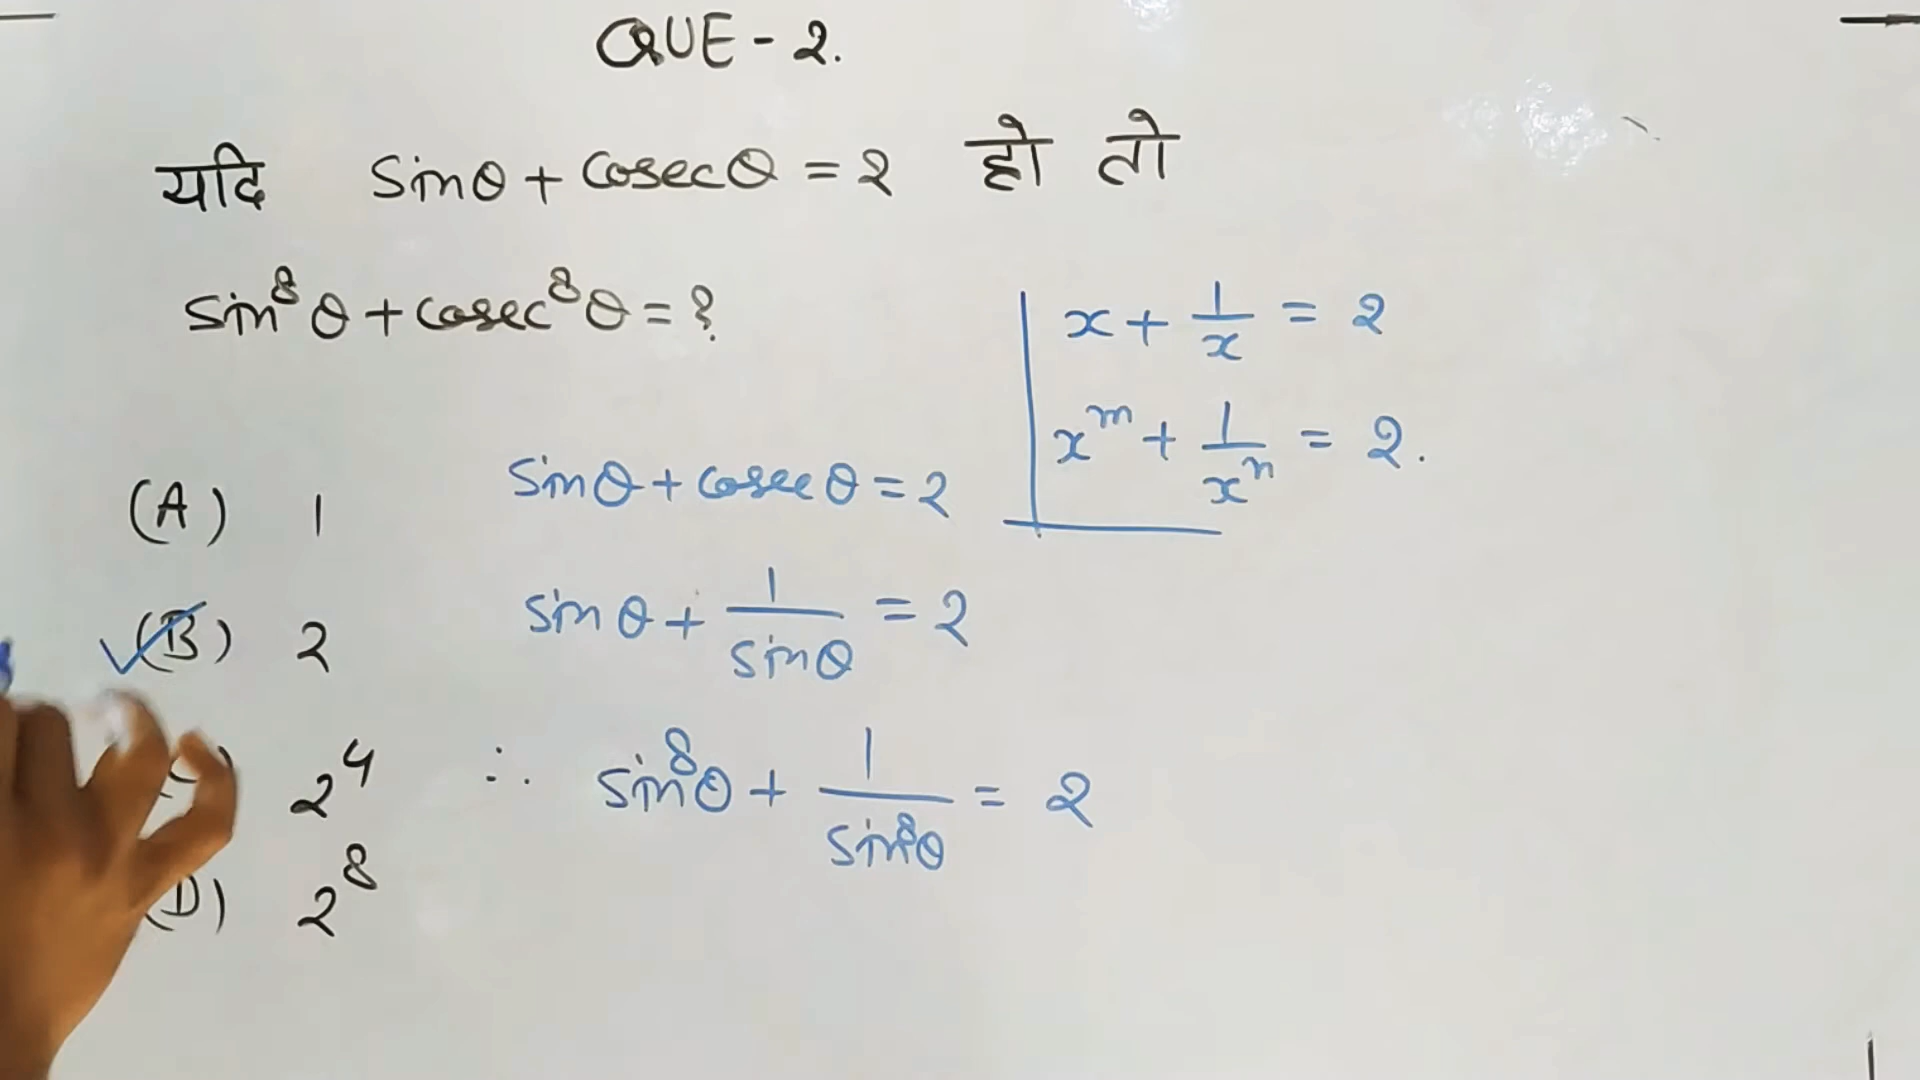 QUE - 2.
यदि sinθ + cosecθ = 2 हो तो
sin⁸θ + cosec⁸θ = ?
x + 1/x = 2
xᵐ + 1/xⁿ = 2.
(A) 1
sinθ + cosecθ = 2
(B) 2
sinθ + 1/sinθ = 2
2⁴
∴ sin⁸θ + 1/sin⁸θ = 2
(D) 2⁸